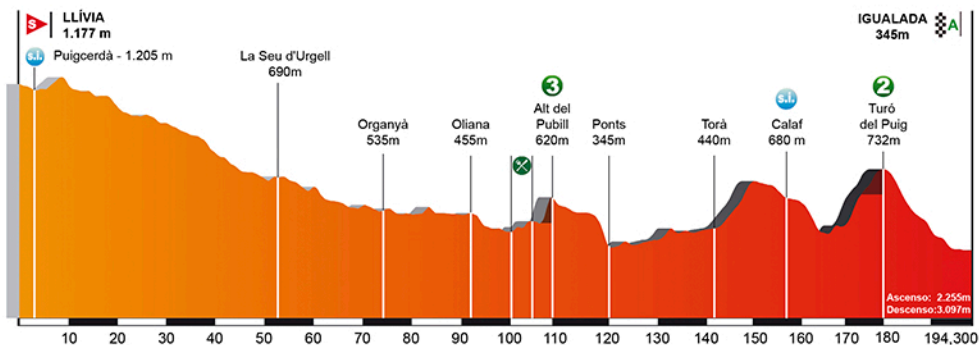 S
LLÍVIA
1.177 m
s.i.
Puigcerdà - 1.205 m
La Seu d'Urgell
690m
Organyà
535m
Oliana
455m
3
Alt del
Pubill
620m
Ponts
345m
Torà
440m
s.i.
Calaf
680 m
2
Turó
del Puig
732m
IGUALADA
345m
A
Ascenso: 2.255m
Descenso:3.097m
10 20 30 40 50 60 70 80 90 100 110 120 130 140 150 160 170 180 194,300